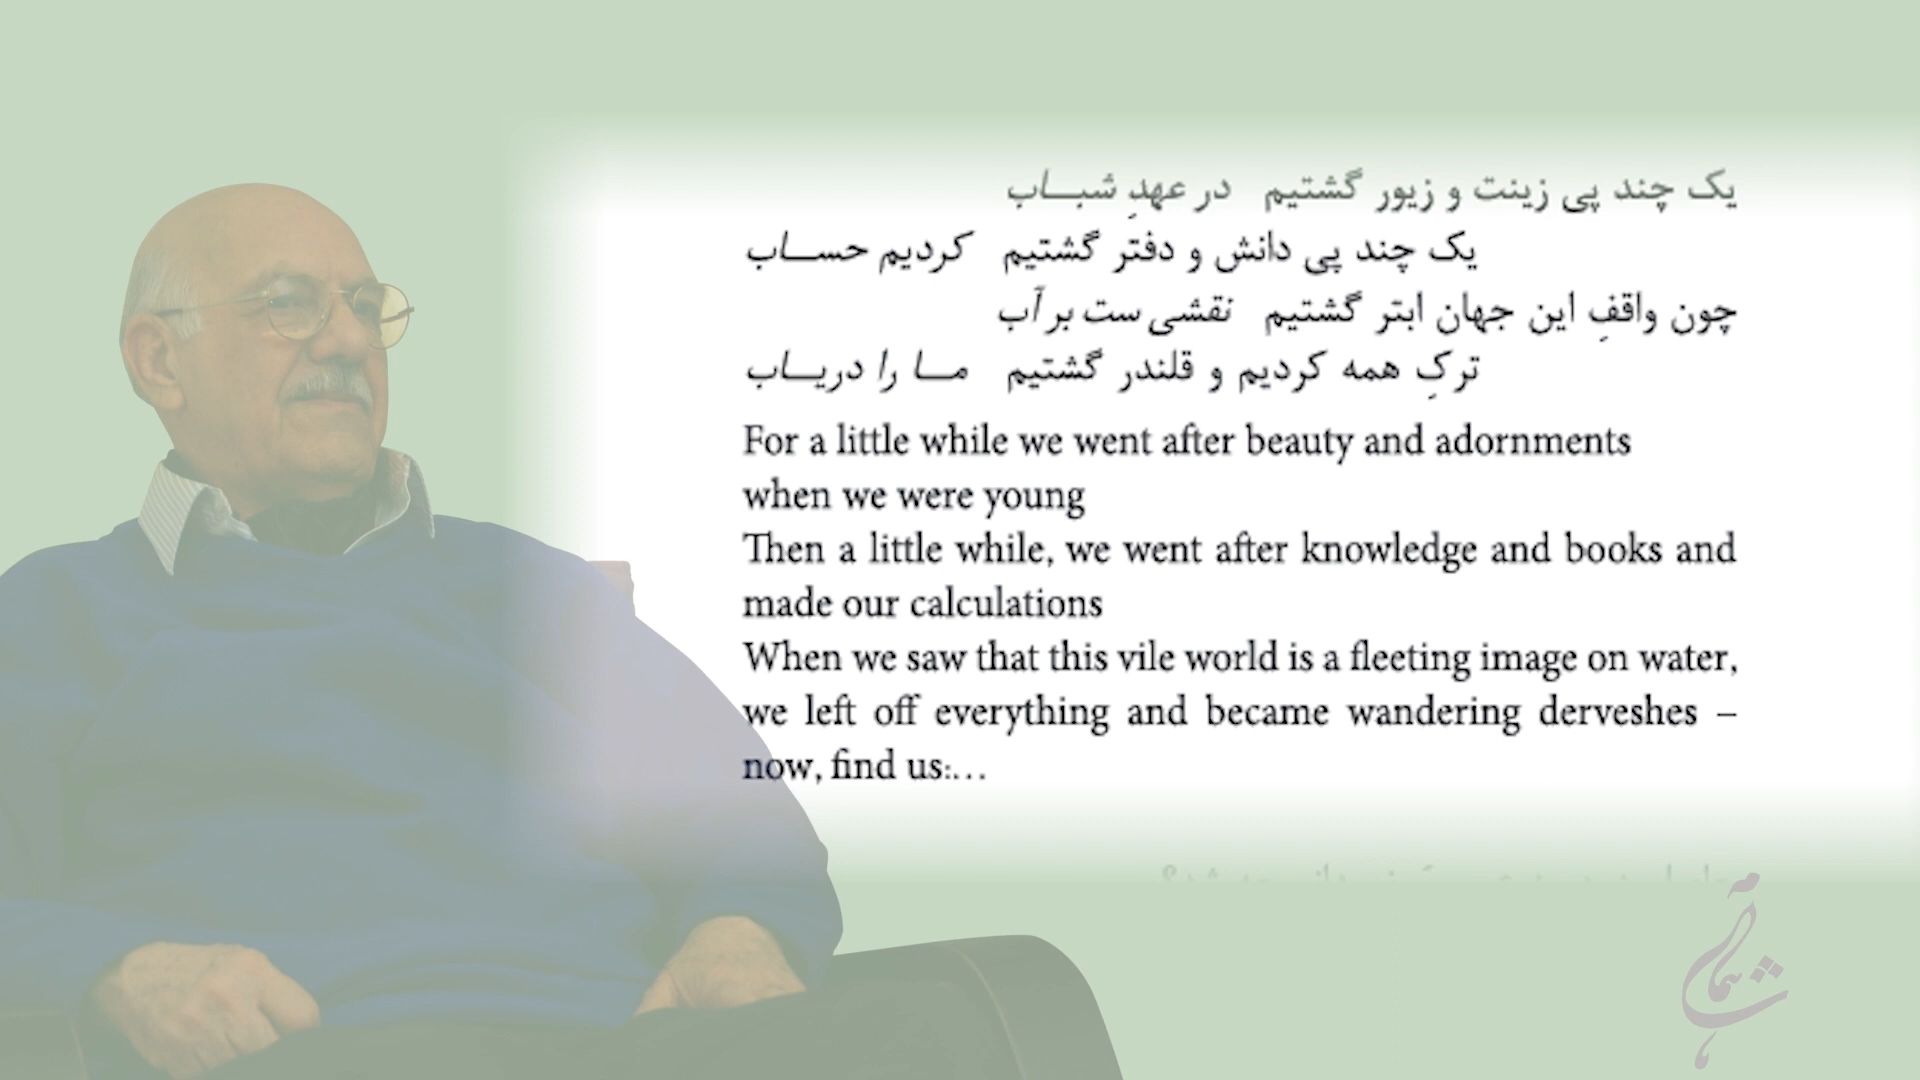 یک چند پی زینت و زیور گشتیم در عهدِ شبــاب
یک چند پی دانش و دفتر گشتیم کردیم حســاب
چون واقفِ این جهان ابتر گشتیم نقشی ست بر آب
ترکِ همه کردیم و قلندر گشتیم مــا را دریــاب
For a little while we went after beauty and adornments
when we were young
Then a little while, we went after knowledge and books and
made our calculations
When we saw that this vile world is a fleeting image on water,
we left off everything and became wandering derveshes –
now, find us:…